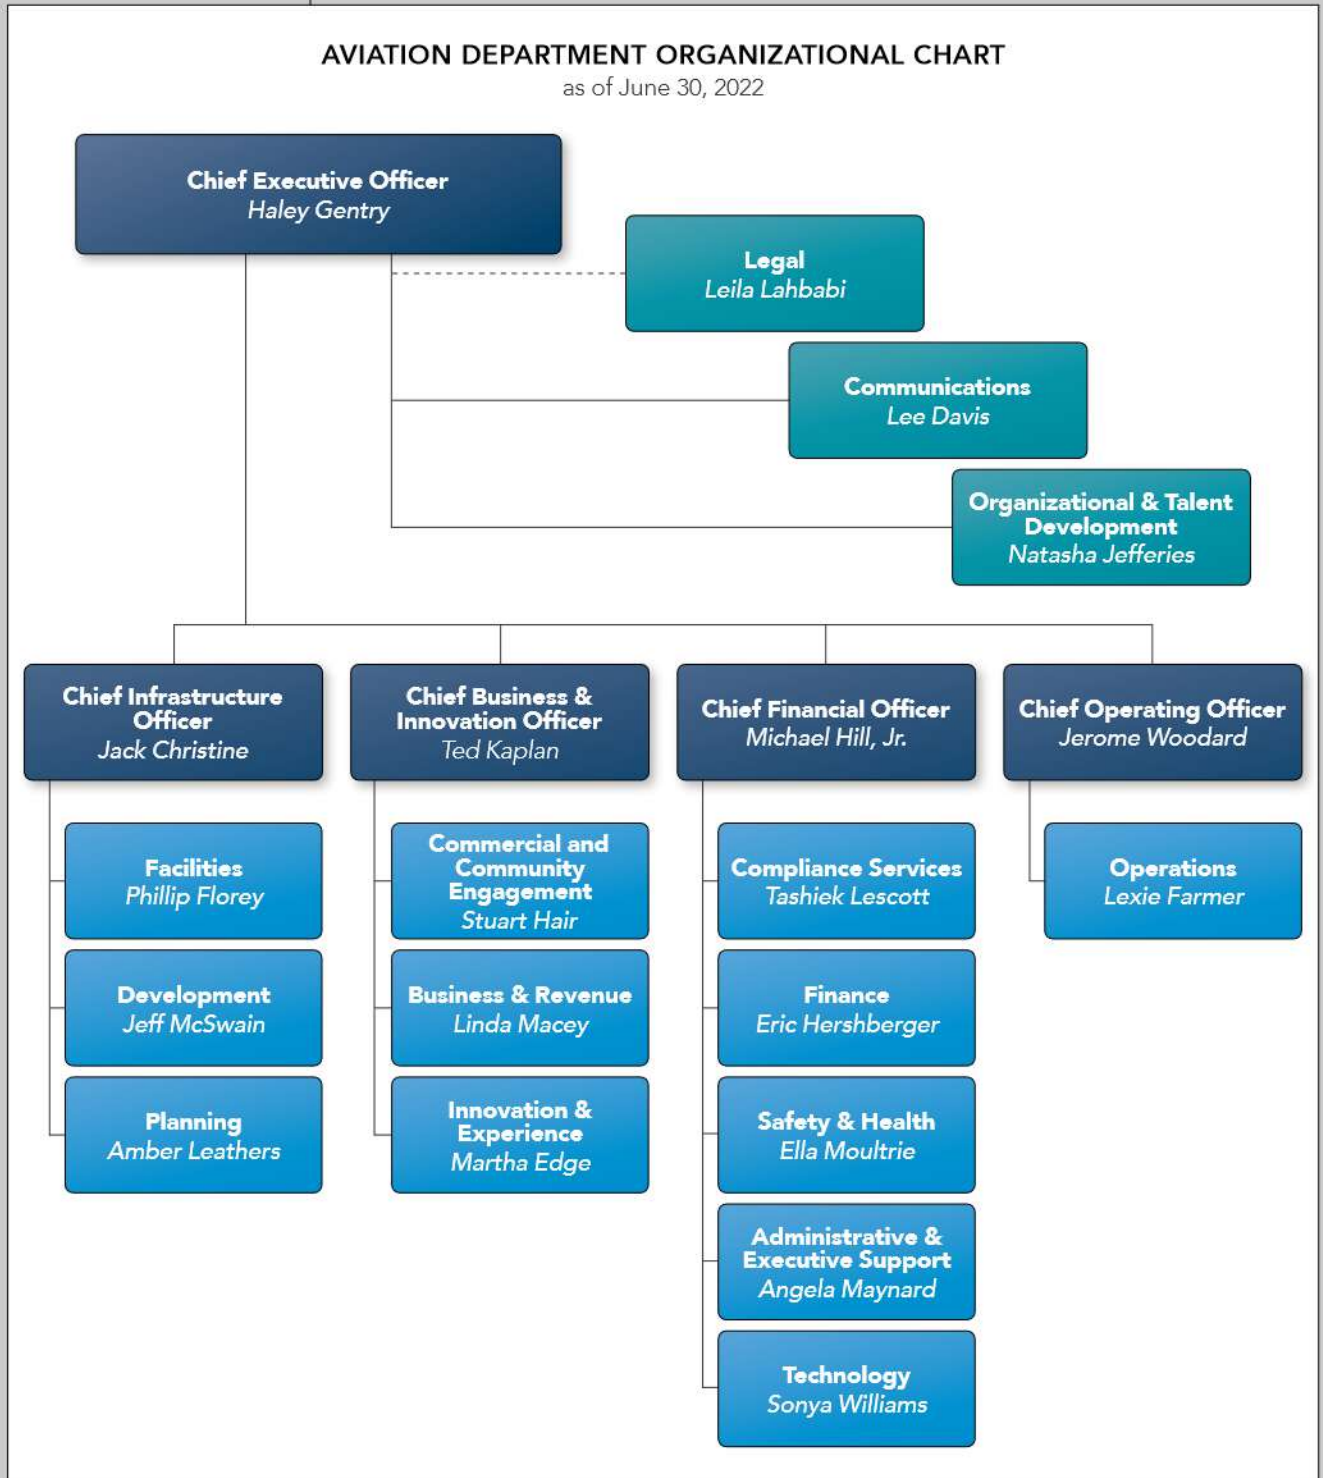 AVIATION DEPARTMENT ORGANIZATIONAL CHART
as of June 30, 2022
Chief Executive Officer
Haley Gentry
Legal
Leila Lahbabi
Communications
Lee Davis
Organizational & Talent
Development
Natasha Jefferies
Chief Infrastructure
Officer
Jack Christine
Chief Business &
Innovation Officer
Ted Kaplan
Chief Financial Officer
Michael Hill, Jr.
Chief Operating Officer
Jerome Woodard
Facilities
Phillip Florey
Development
Jeff McSwain
Planning
Amber Leathers
Commercial and
Community
Engagement
Stuart Hair
Business & Revenue
Linda Macey
Innovation &
Experience
Martha Edge
Compliance Services
Tashiek Lescott
Finance
Eric Hershberger
Safety & Health
Ella Moultrie
Administrative &
Executive Support
Angela Maynard
Technology
Sonya Williams
Operations
Lexie Farmer